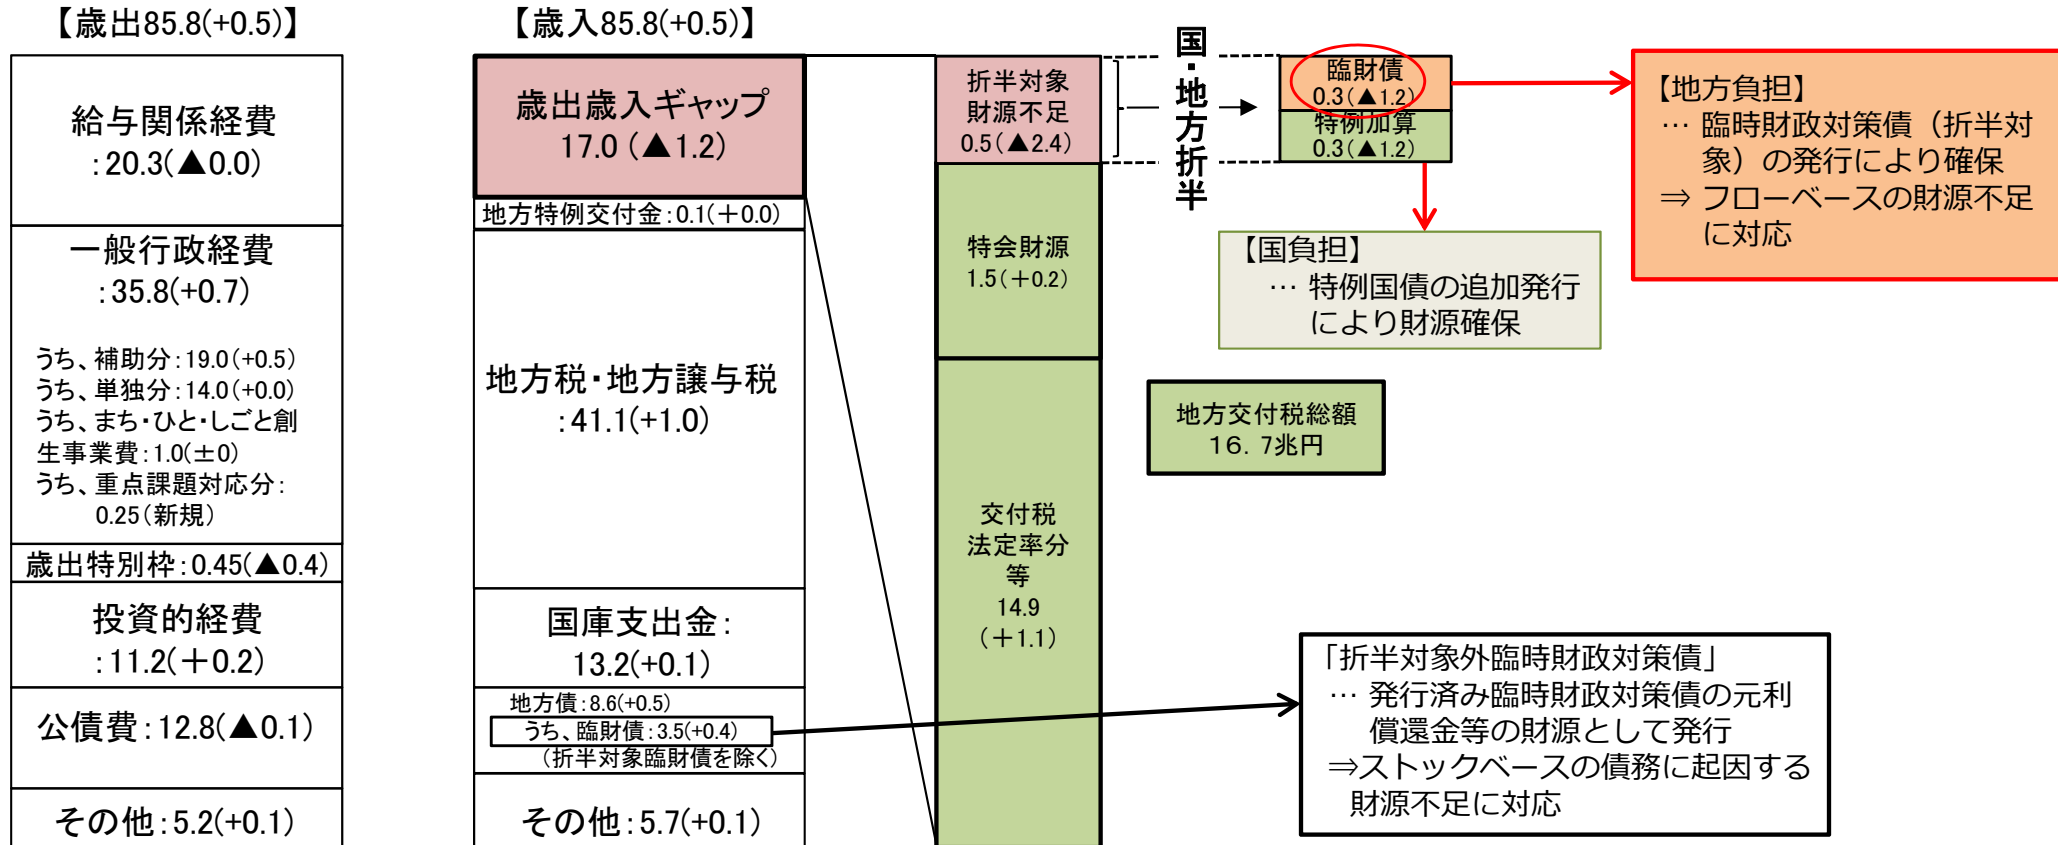 【歳出85.8(+0.5)】
給与関係経費
:20.3(▲0.0)
一般行政経費
:35.8(+0.7)
うち、補助分:19.0(+0.5)
うち、単独分:14.0(+0.0)
うち、まち・ひと・しごと創
生事業費:1.0(±0)
うち、重点課題対応分:
0.25(新規)
歳出特別枠:0.45(▲0.4)
投資的経費
:11.2(＋0.2)
公債費:12.8(▲0.1)
その他:5.2(+0.1)
【歳入85.8(+0.5)】
歳出歳入ギャップ
17.0 (▲1.2)
地方特例交付金:0.1(＋0.0)
地方税・地方譲与税
:41.1(+1.0)
国庫支出金:
13.2(+0.1)
地方債:8.6(+0.5)
うち、臨財債:3.5(+0.4)
(折半対象臨財債を除く)
その他:5.7(+0.1)
折半対象
財源不足
0.5(▲2.4)
特会財源
1.5(＋0.2)
交付税
法定率分
等
14.9
(＋1.1)
国・地方折半
臨財債
0.3(▲1.2)
特例加算
0.3(▲1.2)
【地方負担】
… 臨時財政対策債（折半対
象）の発行により確保
⇒ フローベースの財源不足
に対応
【国負担】
… 特例国債の追加発行
により財源確保
地方交付税総額
１６．７兆円
「折半対象外臨時財政対策債」
… 発行済み臨時財政対策債の元利
償還金等の財源として発行
⇒ストックベースの債務に起因する
財源不足に対応